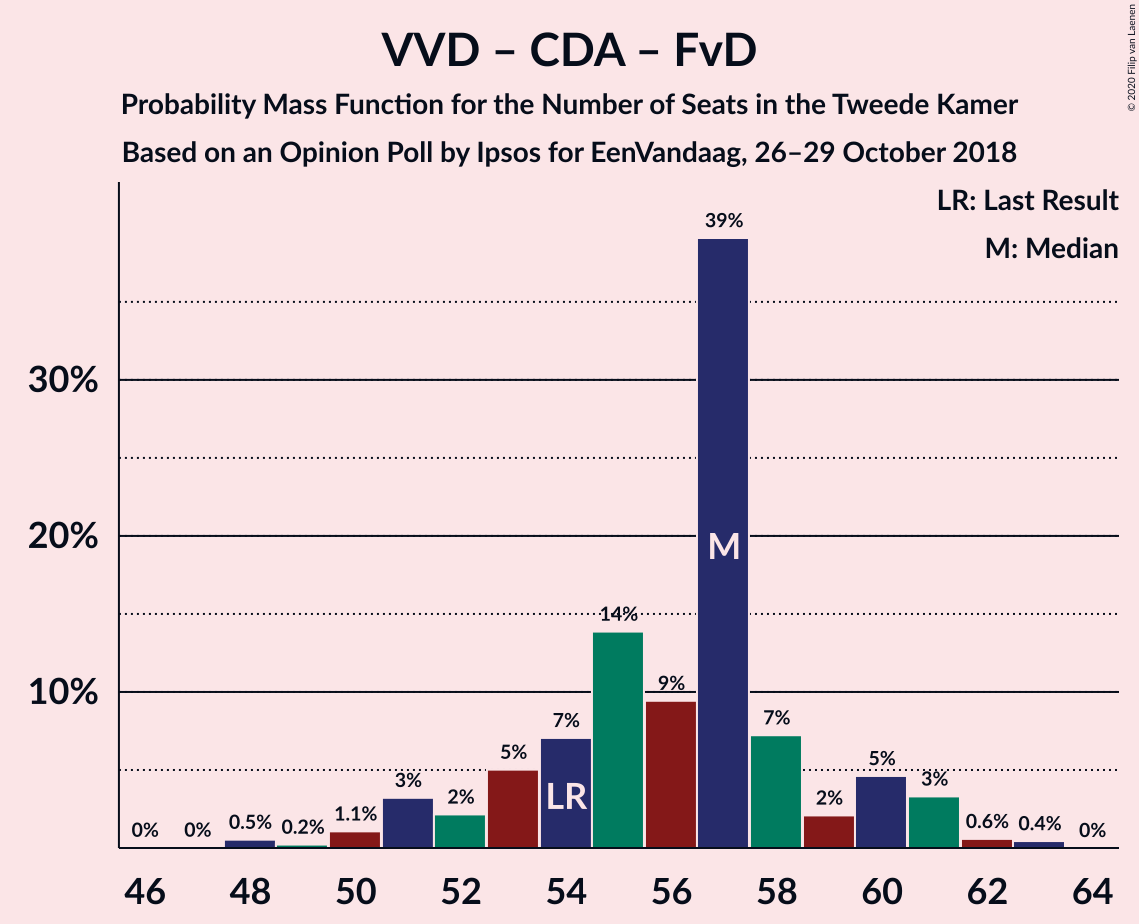 VVD – CDA – FvD
Probability Mass Function for the Number of Seats in the Tweede Kamer
Based on an Opinion Poll by Ipsos for EenVandaag, 26–29 October 2018
© 2020 Filip van Laenen
LR: Last Result
M: Median
39%
30%
20%
M
14%
10%
9%
7%
7%
5%
5%
3%
3%
2%
2%
LR
1.1%
0.5%
0.2%
0.6%
0.4%
0%
0%
0%
46 48 50 52 54 56 58 60 62 64